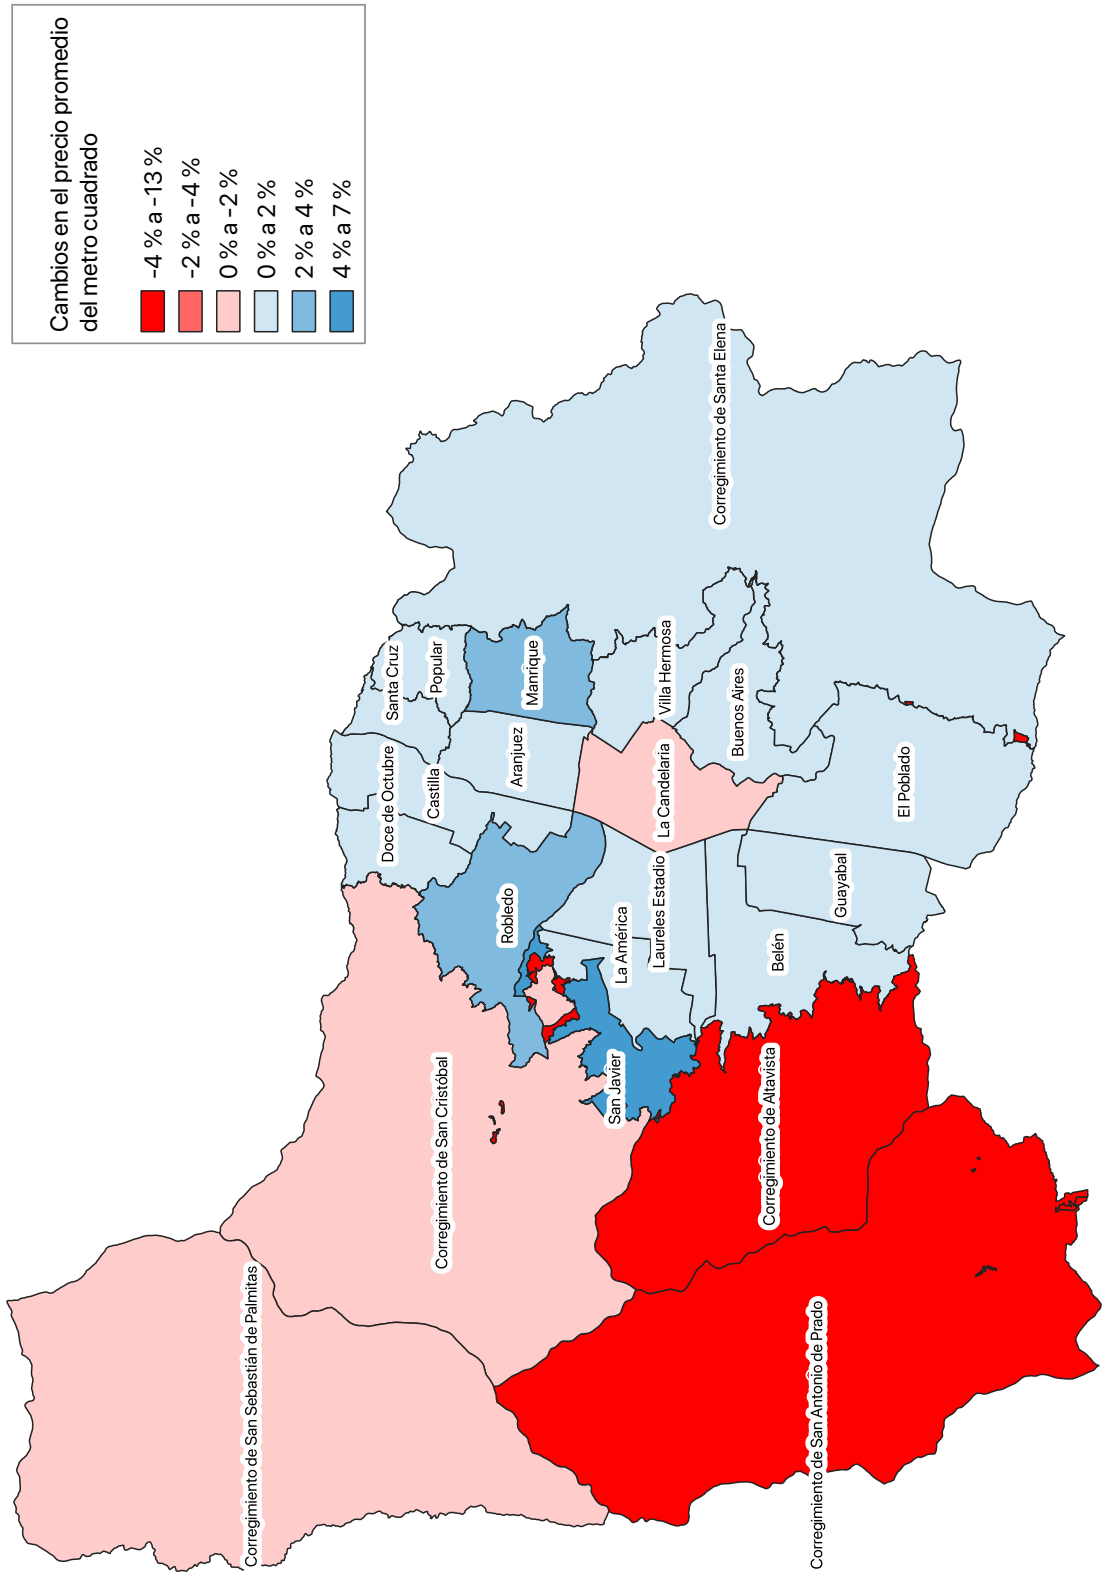 Cambios en el precio promedio
del metro cuadrado
-4 % a -13 %
-2 % a -4 %
0 % a -2 %
0 % a 2 %
2 % a 4 %
4 % a 7 %
Corregimiento de San Sebastián de Palmitas
Corregimiento de San Cristóbal
Doce de Octubre
Santa Cruz
Castilla
Popular
Robledo
Aranjuez
Manrique
San Javier
La América
Laureles Estadio
La Candelaria
Villa Hermosa
Corregimiento de Santa Elena
Buenos Aires
Corregimiento de Altavista
Belén
Corregimiento de San Antonio de Prado
Guayabal
El Poblado